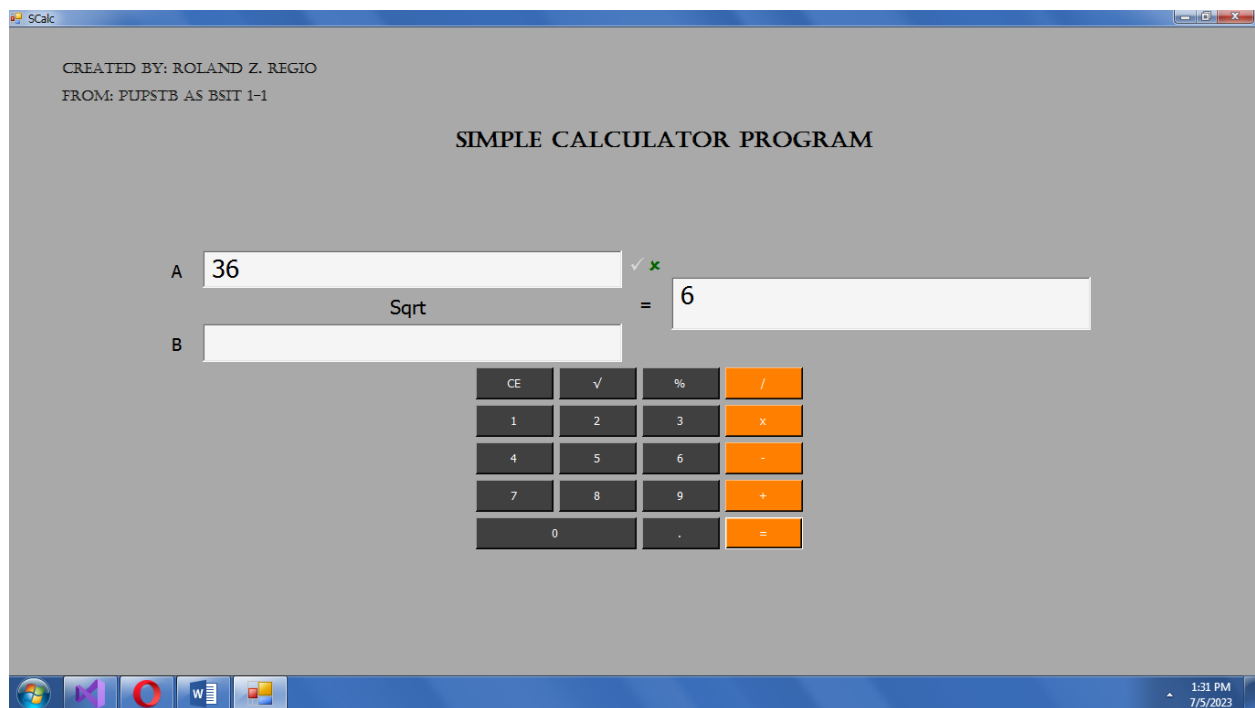 SCalc
CREATED BY: ROLAND Z. REGIO
FROM: PUPSTB AS BSIT 1-1
SIMPLE CALCULATOR PROGRAM
A 36
Sqrt = 6
B
CE √ % /
1 2 3 x
4 5 6 -
7 8 9 +
0 . =
1:31 PM
7/5/2023